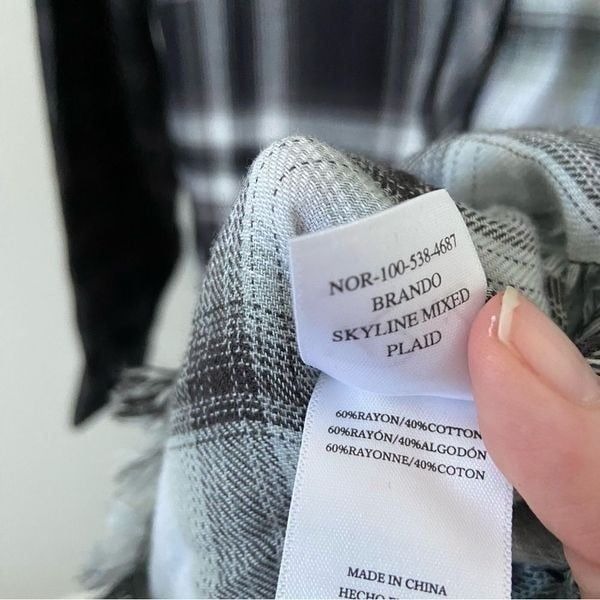 NOR-100-538-4687
BRANDO
SKYLINE MIXED
PLAID
60%RAYON/40%COTTON
60%RAYÓN/40%ALGODÓN
60%RAYONNE/40%COTON
MADE IN CHINA
HECHO